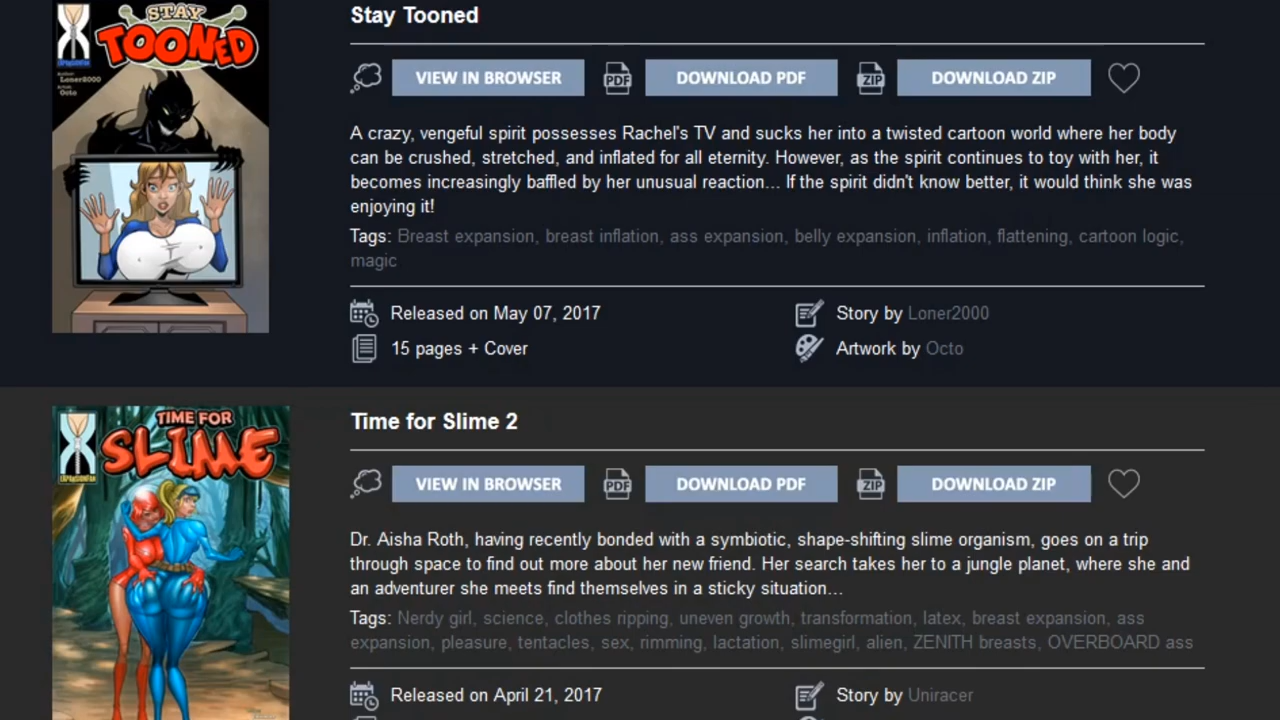 STAY
TOONED
Loner2000
Octo
Stay Tooned
VIEW IN BROWSER
PDF
DOWNLOAD PDF
ZIP
DOWNLOAD ZIP
A crazy, vengeful spirit possesses Rachel's TV and sucks her into a twisted cartoon world where her body
can be crushed, stretched, and inflated for all eternity. However, as the spirit continues to toy with her, it
becomes increasingly baffled by her unusual reaction... If the spirit didn't know better, it would think she was
enjoying it!
Tags: Breast expansion, breast inflation, ass expansion, belly expansion, inflation, flattening, cartoon logic,
magic
Released on May 07, 2017
Story by Loner2000
15 pages + Cover
Artwork by Octo
TIME FOR
SLIME
EXPANSIONFAN
Time for Slime 2
VIEW IN BROWSER
PDF
DOWNLOAD PDF
ZIP
DOWNLOAD ZIP
Dr. Aisha Roth, having recently bonded with a symbiotic, shape-shifting slime organism, goes on a trip
through space to find out more about her new friend. Her search takes her to a jungle planet, where she and
an adventurer she meets find themselves in a sticky situation...
Tags: Nerdy girl, science, clothes ripping, uneven growth, transformation, latex, breast expansion, ass
expansion, pleasure, tentacles, sex, rimming, lactation, slimegirl, alien, ZENITH breasts, OVERBOARD ass
Released on April 21, 2017
Story by Uniracer